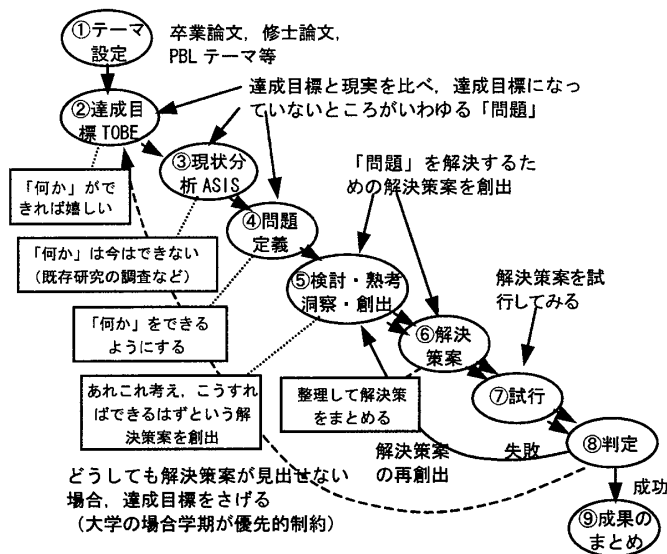 ①テーマ
設定
卒業論文，修士論文，
PBL テーマ等
達成目標と現実を比べ，達成目標になっ
ていないところがいわゆる「問題」
②達成目
標 TOBE
③現状分
析 ASIS
「問題」を解決するた
めの解決策案を創出
「何か」がで
きれば嬉しい
④問題
定義
「何か」は今はできない
（既存研究の調査など）
⑤検討・熟考
洞察・創出
解決策案を試
行してみる
「何か」をできる
ようにする
⑥解決
策案
あれこれ考え，こうすれ
ばできるはずという解
決策案を創出
整理して解決策
をまとめる
⑦試行
解決策案
の再創出
失敗
⑧判定
どうしても解決策案が見出せない
場合，達成目標をさげる
（大学の場合学期が優先的制約）
成功
⑨成果の
まとめ